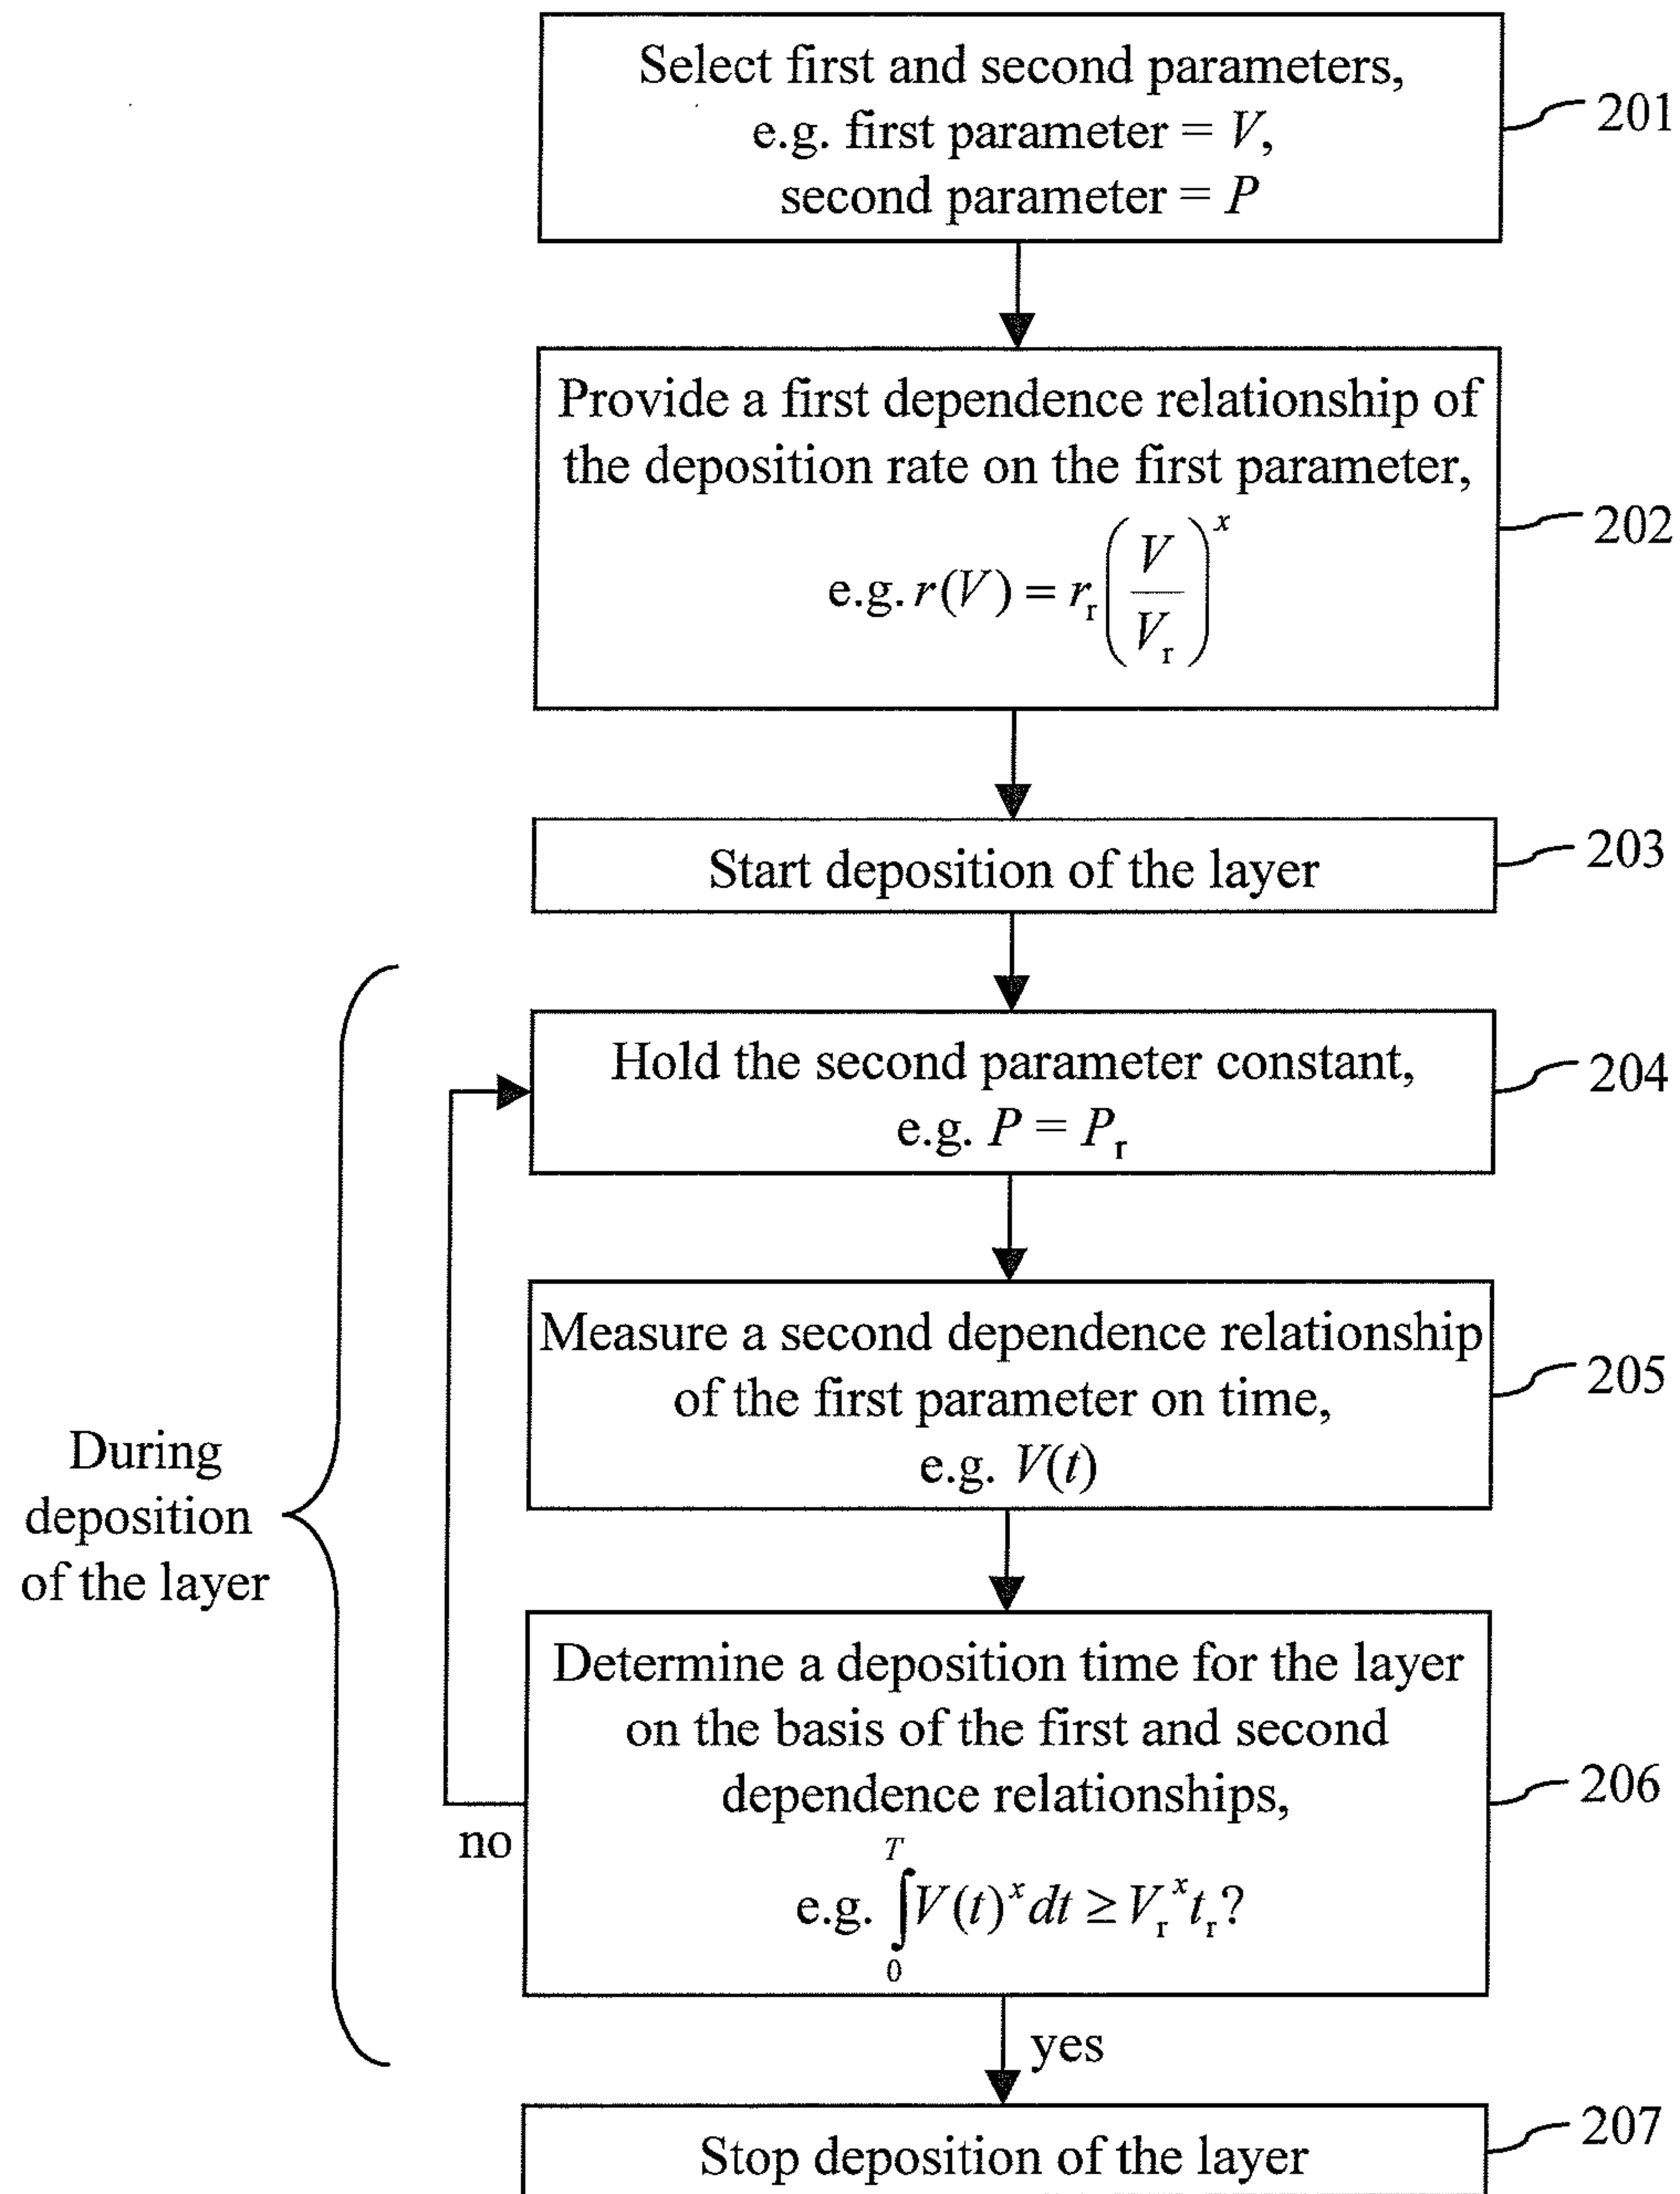 Select first and second parameters,
e.g. first parameter = V,
second parameter = P
201
Provide a first dependence relationship of
the deposition rate on the first parameter,
e.g. r(V) = r_r (V / V_r)^x
202
Start deposition of the layer
203
Hold the second parameter constant,
e.g. P = P_r
204
Measure a second dependence relationship
of the first parameter on time,
e.g. V(t)
205
During
deposition
of the layer
Determine a deposition time for the layer
on the basis of the first and second
dependence relationships,
e.g. ∫_0^T V(t)^x dt ≥ V_r^x t_r?
206
no
yes
Stop deposition of the layer
207